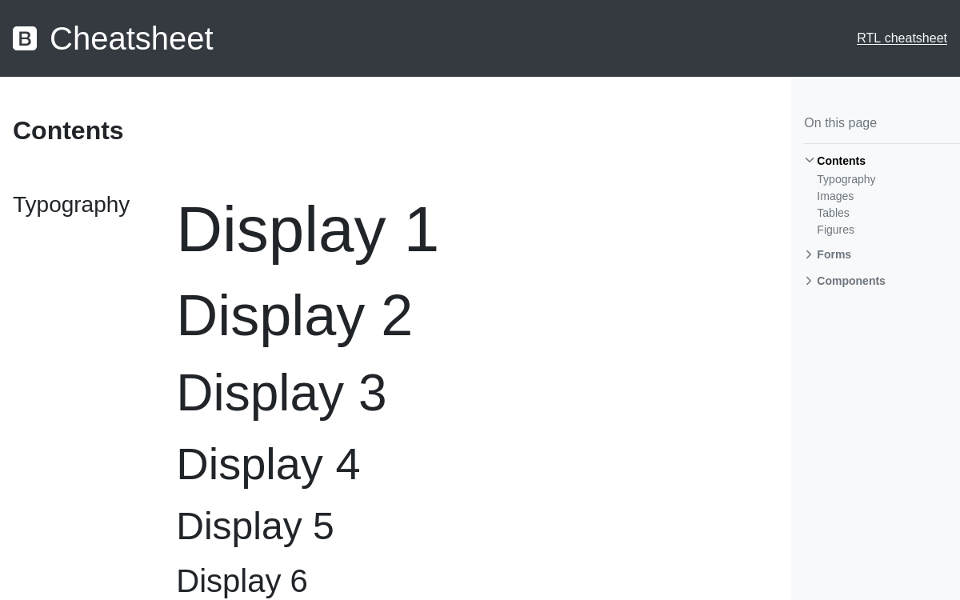 B Cheatsheet
RTL cheatsheet
Contents
Typography
Display 1
Display 2
Display 3
Display 4
Display 5
Display 6
On this page
Contents
Typography
Images
Tables
Figures
Forms
Components